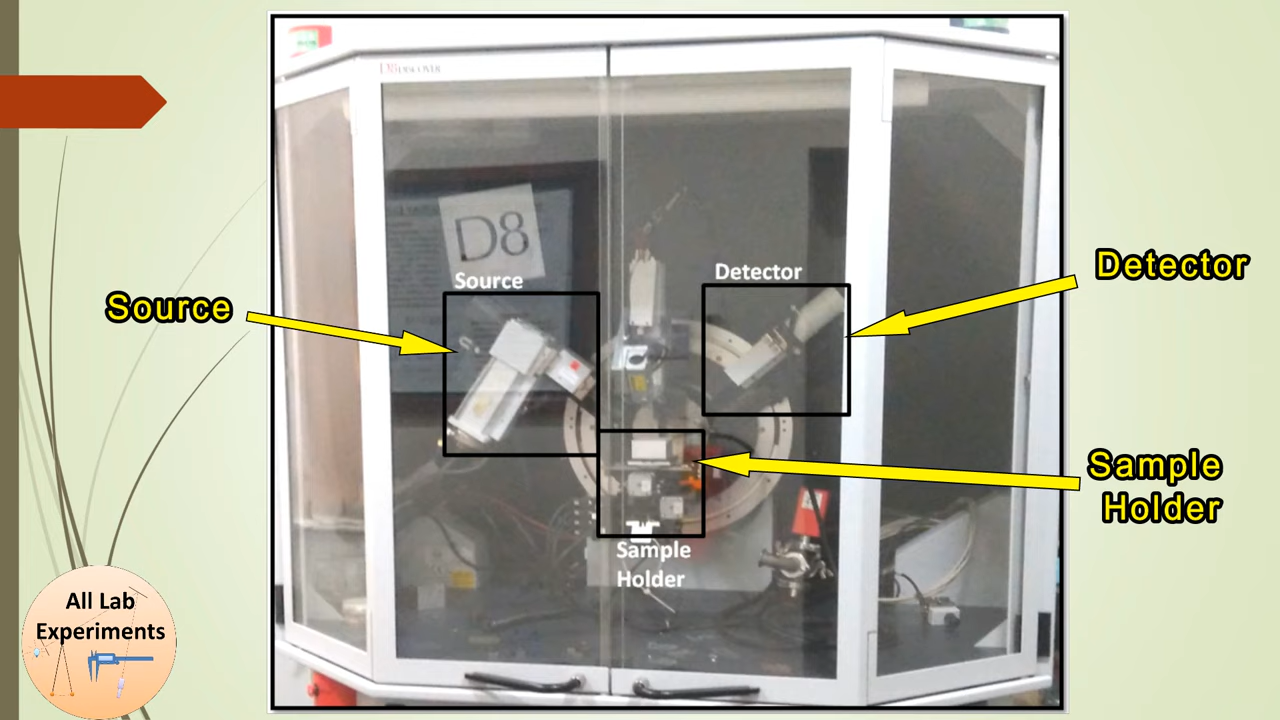 D8 DISCOVER
D8
Source
Detector
Source
Detector
Sample
Holder
Sample
Holder
All Lab
Experiments